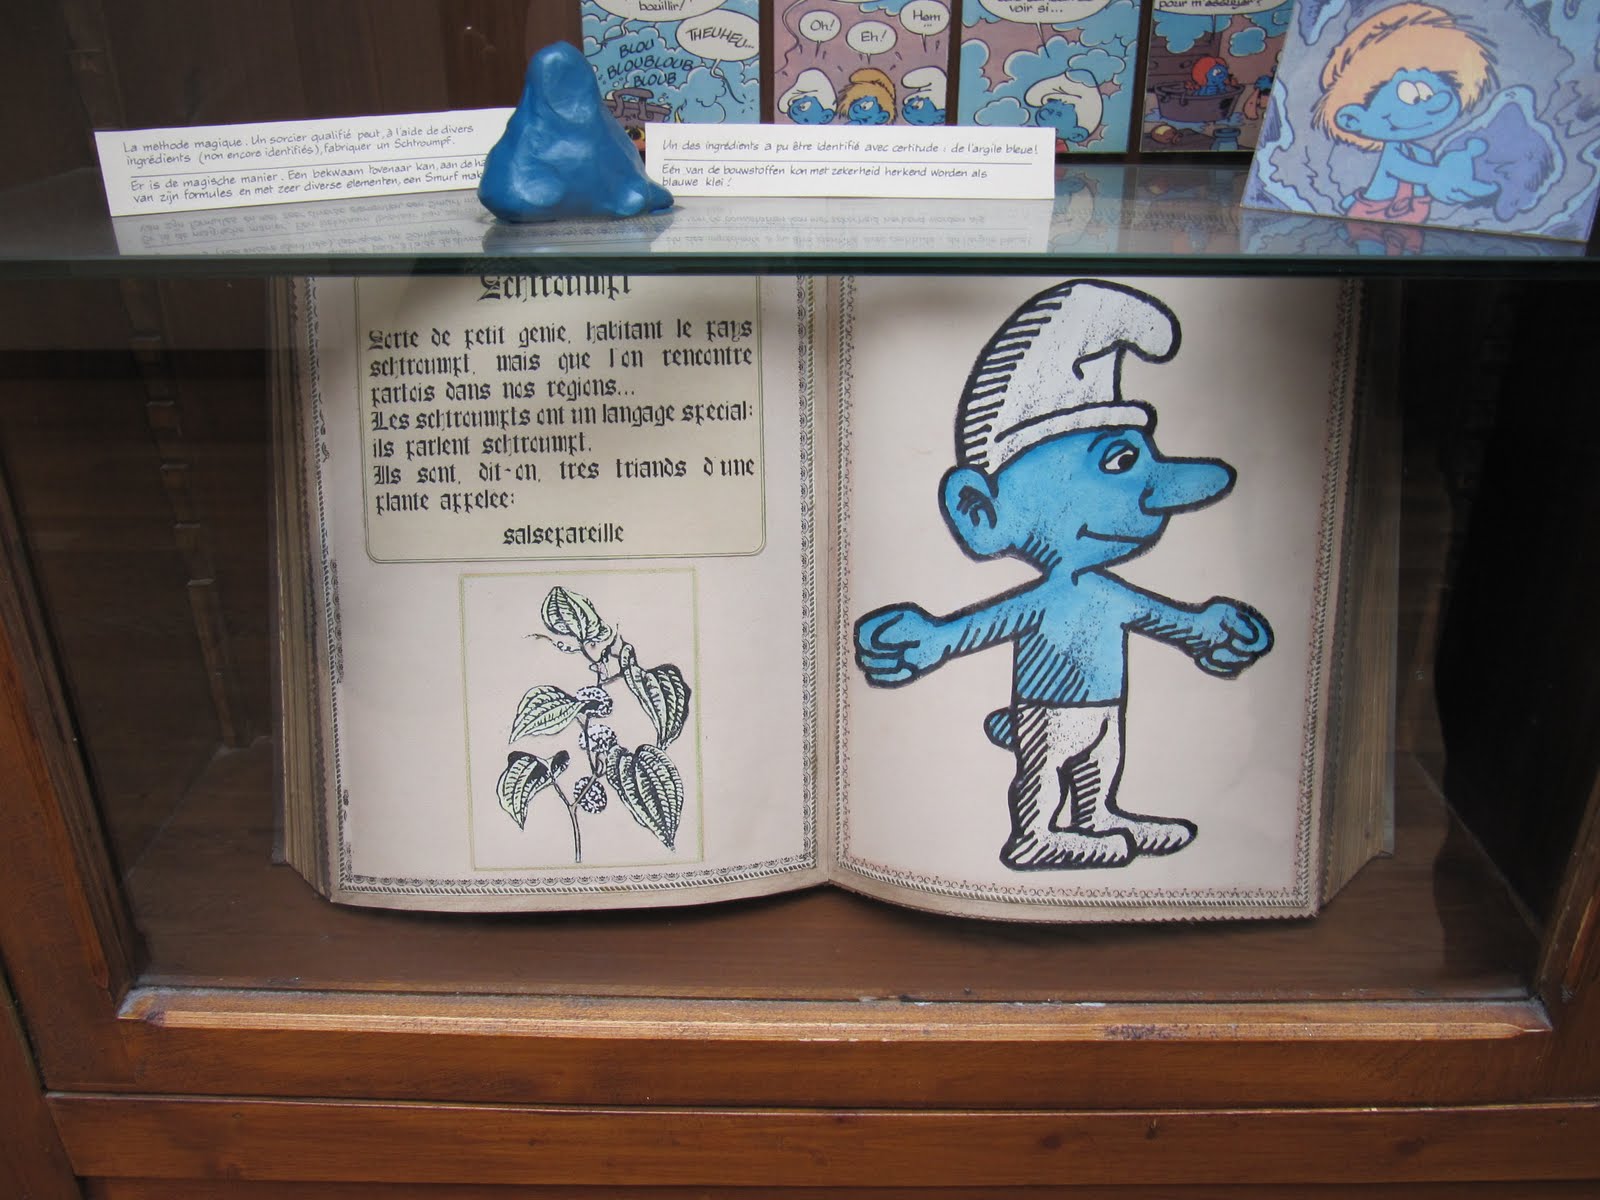 bouillir!
THEUHEU...
BLOU
BLOUBLOUB
BLOUB
Oh!
Eh!
Hem...
voir si...
pour m'essuyer?
La méthode magique. Un sorcier qualifié peut, à l'aide de divers
ingrédients (non encore identifiés), fabriquer un Schtroumpf.
Er is de magische manier. Een bekwaam tovenaar kan, aan de
van zijn formules en met zeer diverse elementen, een Smurf
Un des ingrédients a pu être identifié avec certitude : de l'argile bleue!
Eén van de bouwstoffen kon met zekerheid herkend worden als
blauwe klei!
Schtroumpf
Sorte de petit genie, habitant le pays
schtroumpf, mais que l'on rencontre
parfois dans nos regions...
Les schtroumpfs ont un langage special:
ils parlent schtroumpf.
Ils sont, dit-on, tres friands d'une
plante appelee:
salsepareille